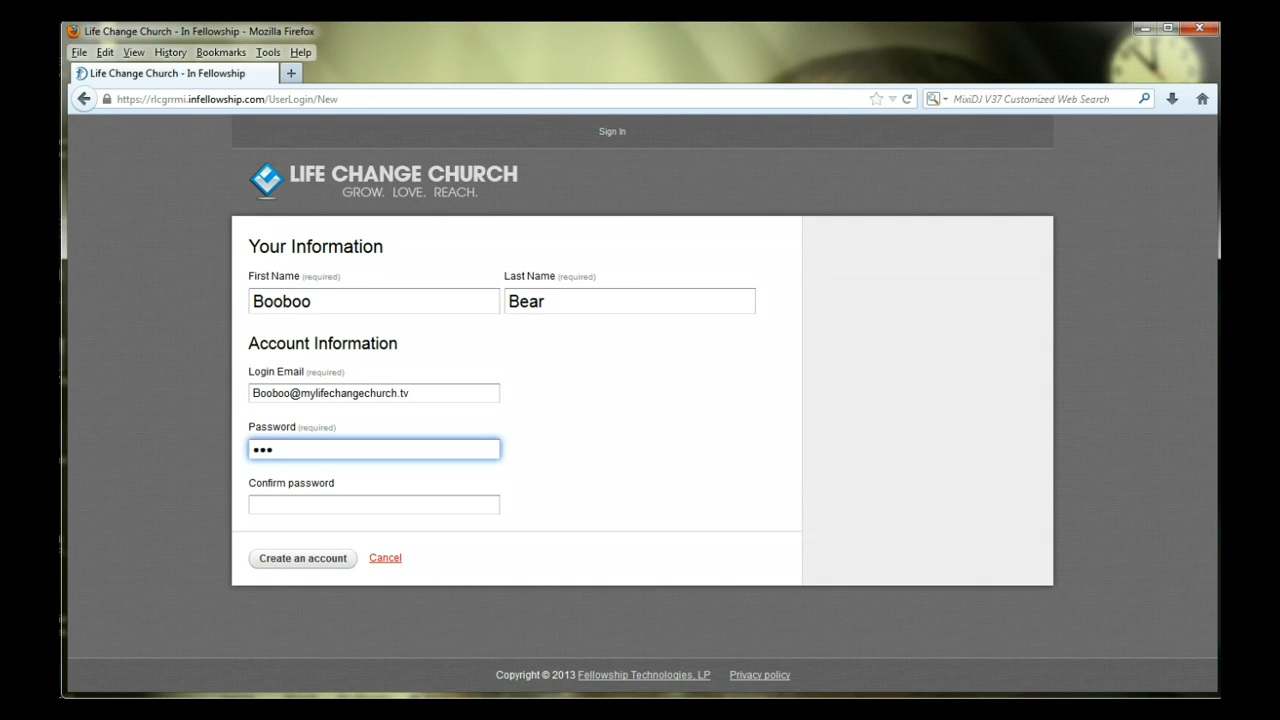 Life Change Church - In Fellowship - Mozilla Firefox
File Edit View History Bookmarks Tools Help
Life Change Church - In Fellowship
https://rlcgrrmi.infellowship.com/UserLogin/New
MixiDJ V37 Customized Web Search
Sign In
LIFE CHANGE CHURCH
GROW. LOVE. REACH.
Your Information
First Name (required) Last Name (required)
Booboo Bear
Account Information
Login Email (required)
Booboo@mylifechangechurch.tv
Password (required)
•••
Confirm password
Create an account Cancel
Copyright © 2013 Fellowship Technologies, LP Privacy policy